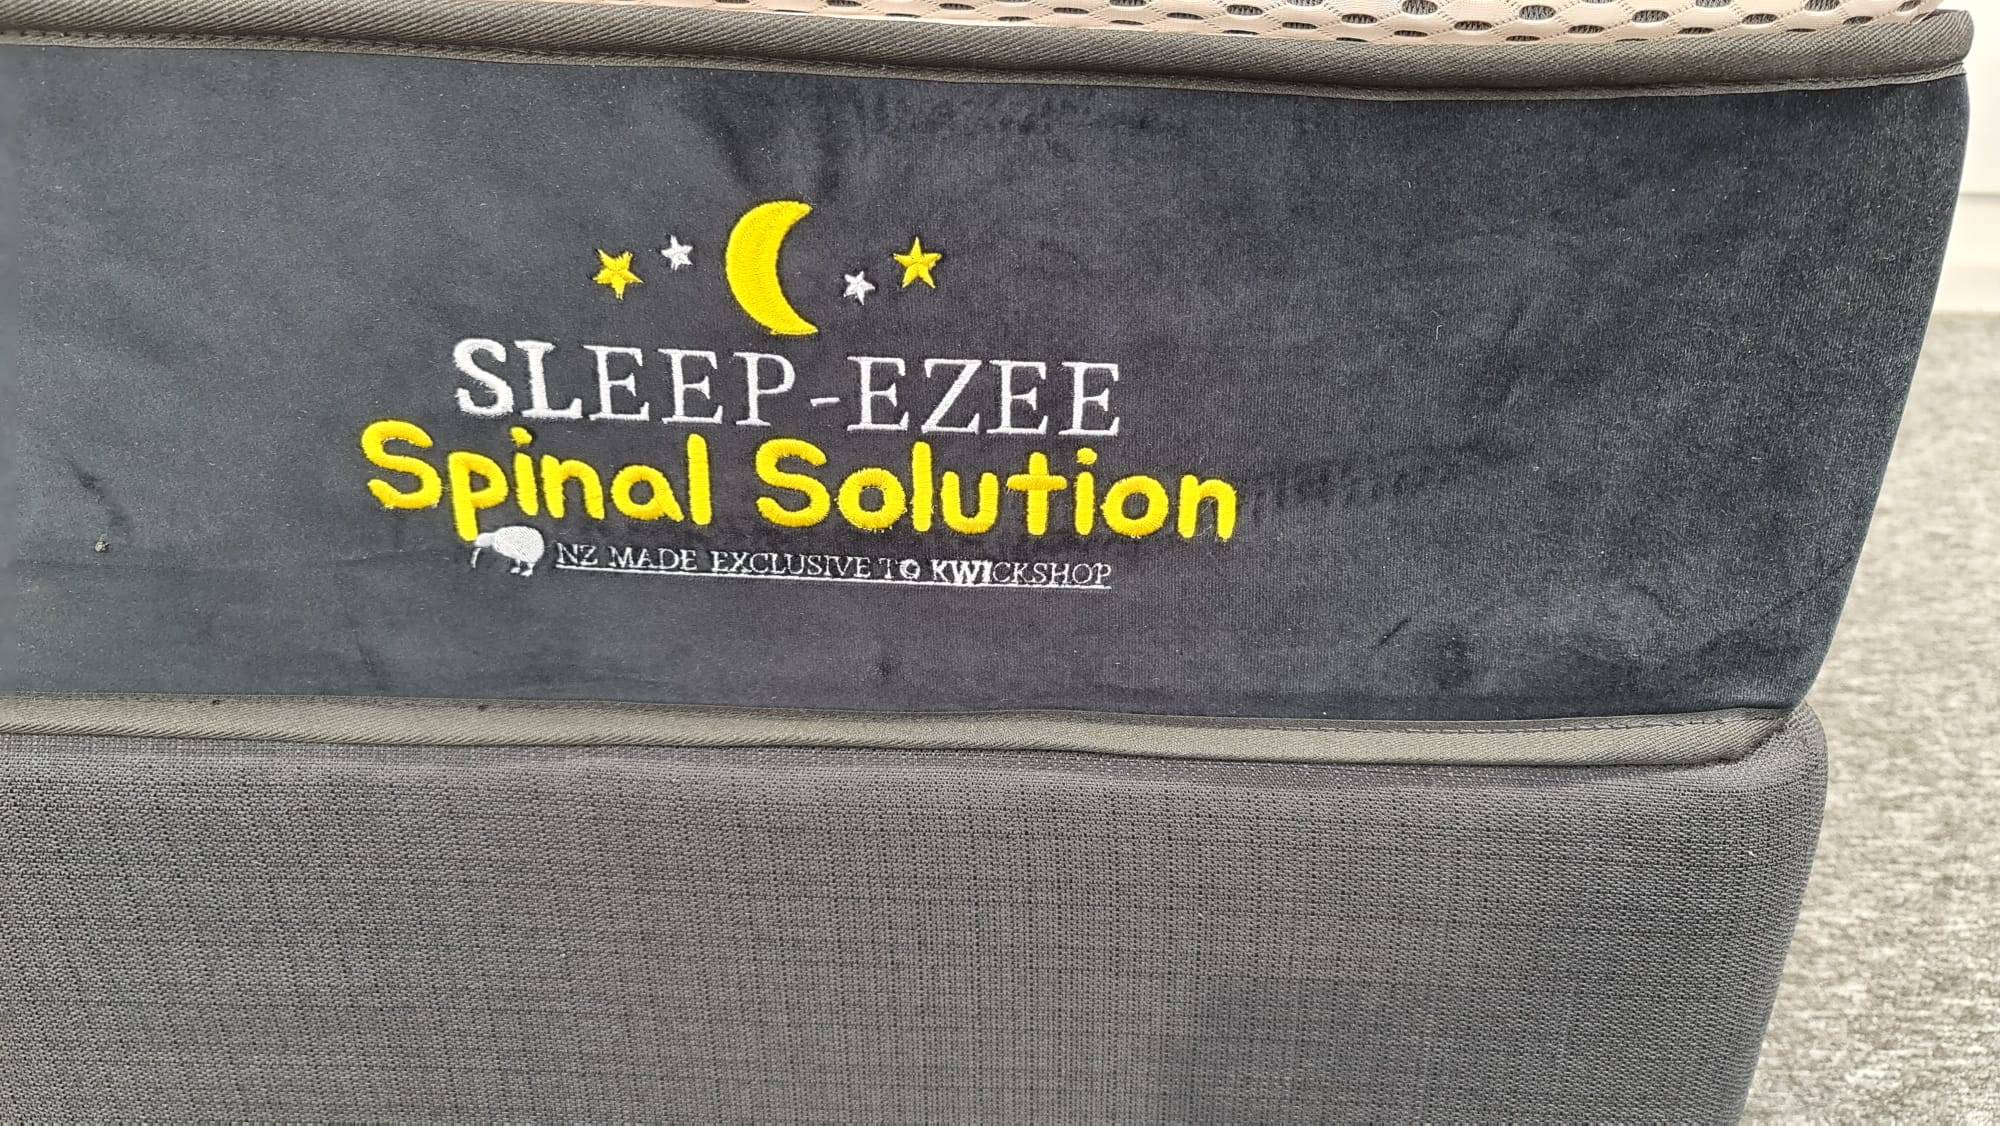 SLEEP-EZEE
Spinal Solution
NZ MADE EXCLUSIVE TO KWICKSHOP